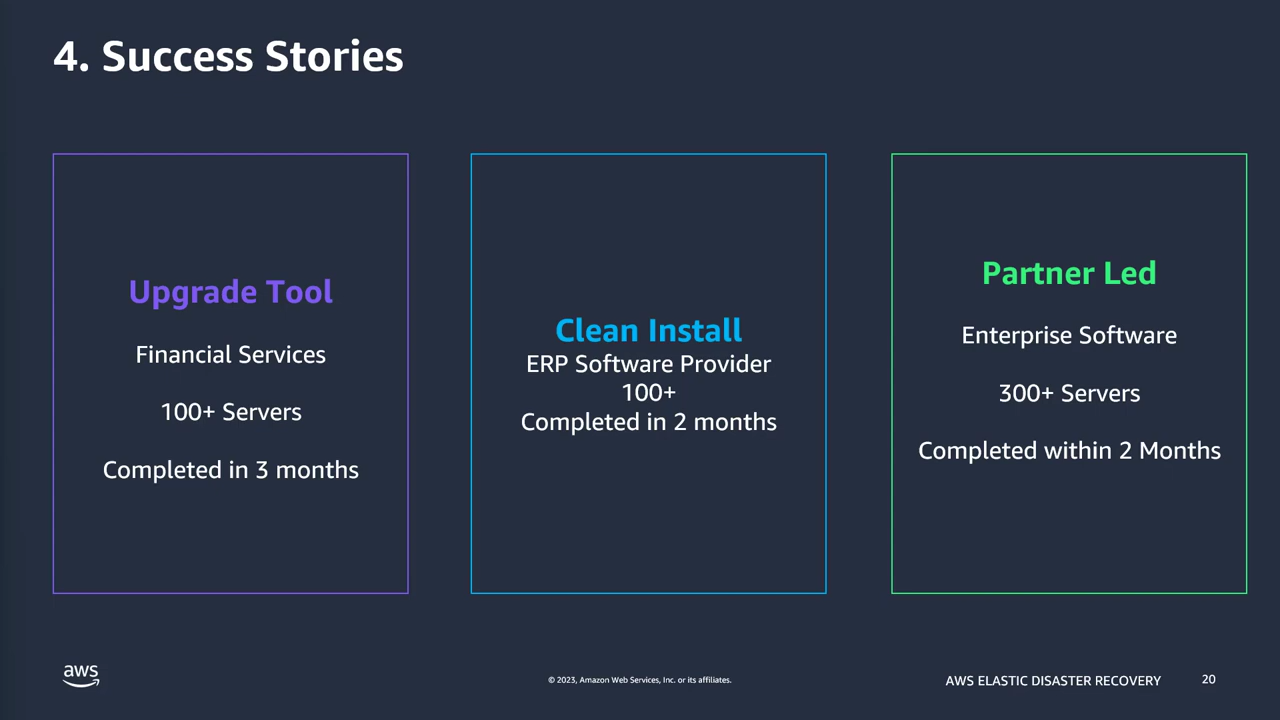 4. Success Stories
Upgrade Tool
Financial Services
100+ Servers
Completed in 3 months
Clean Install
ERP Software Provider
100+
Completed in 2 months
Partner Led
Enterprise Software
300+ Servers
Completed within 2 Months
aws
© 2023, Amazon Web Services, Inc. or its affiliates.
AWS ELASTIC DISASTER RECOVERY
20